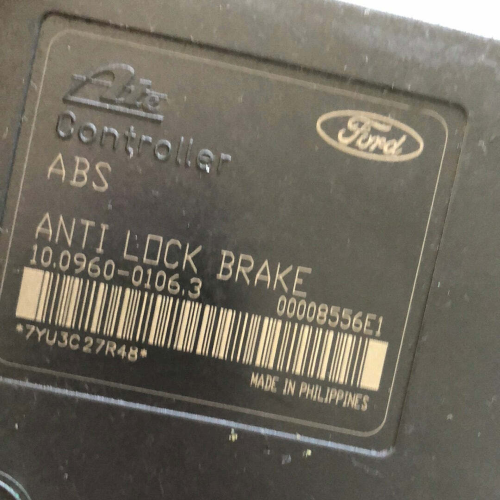 Ate
Ford
Controller
ABS
ANTI LOCK BRAKE
10.0960-0106.3 00008556E1
*7YU3C27R48*
MADE IN PHILIPPINES